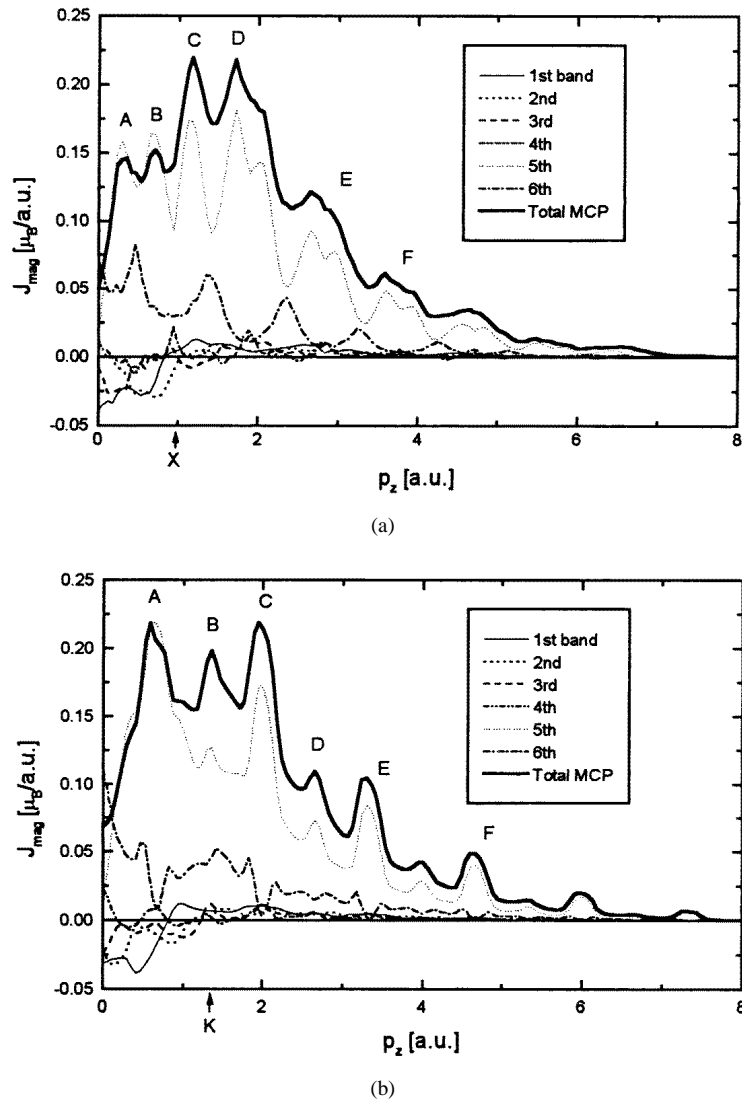 C D
A B
E
F
1st band
2nd
3rd
4th
5th
6th
Total MCP
J_mag [μ_B/a.u.]
0.25
0.20
0.15
0.10
0.05
0.00
-0.05
0 2 4 6 8
X
p_z [a.u.]
(a)
A B C
D E
F
1st band
2nd
3rd
4th
5th
6th
Total MCP
J_mag [μ_B/a.u.]
0.25
0.20
0.15
0.10
0.05
0.00
-0.05
0 2 4 6 8
K
p_z [a.u.]
(b)